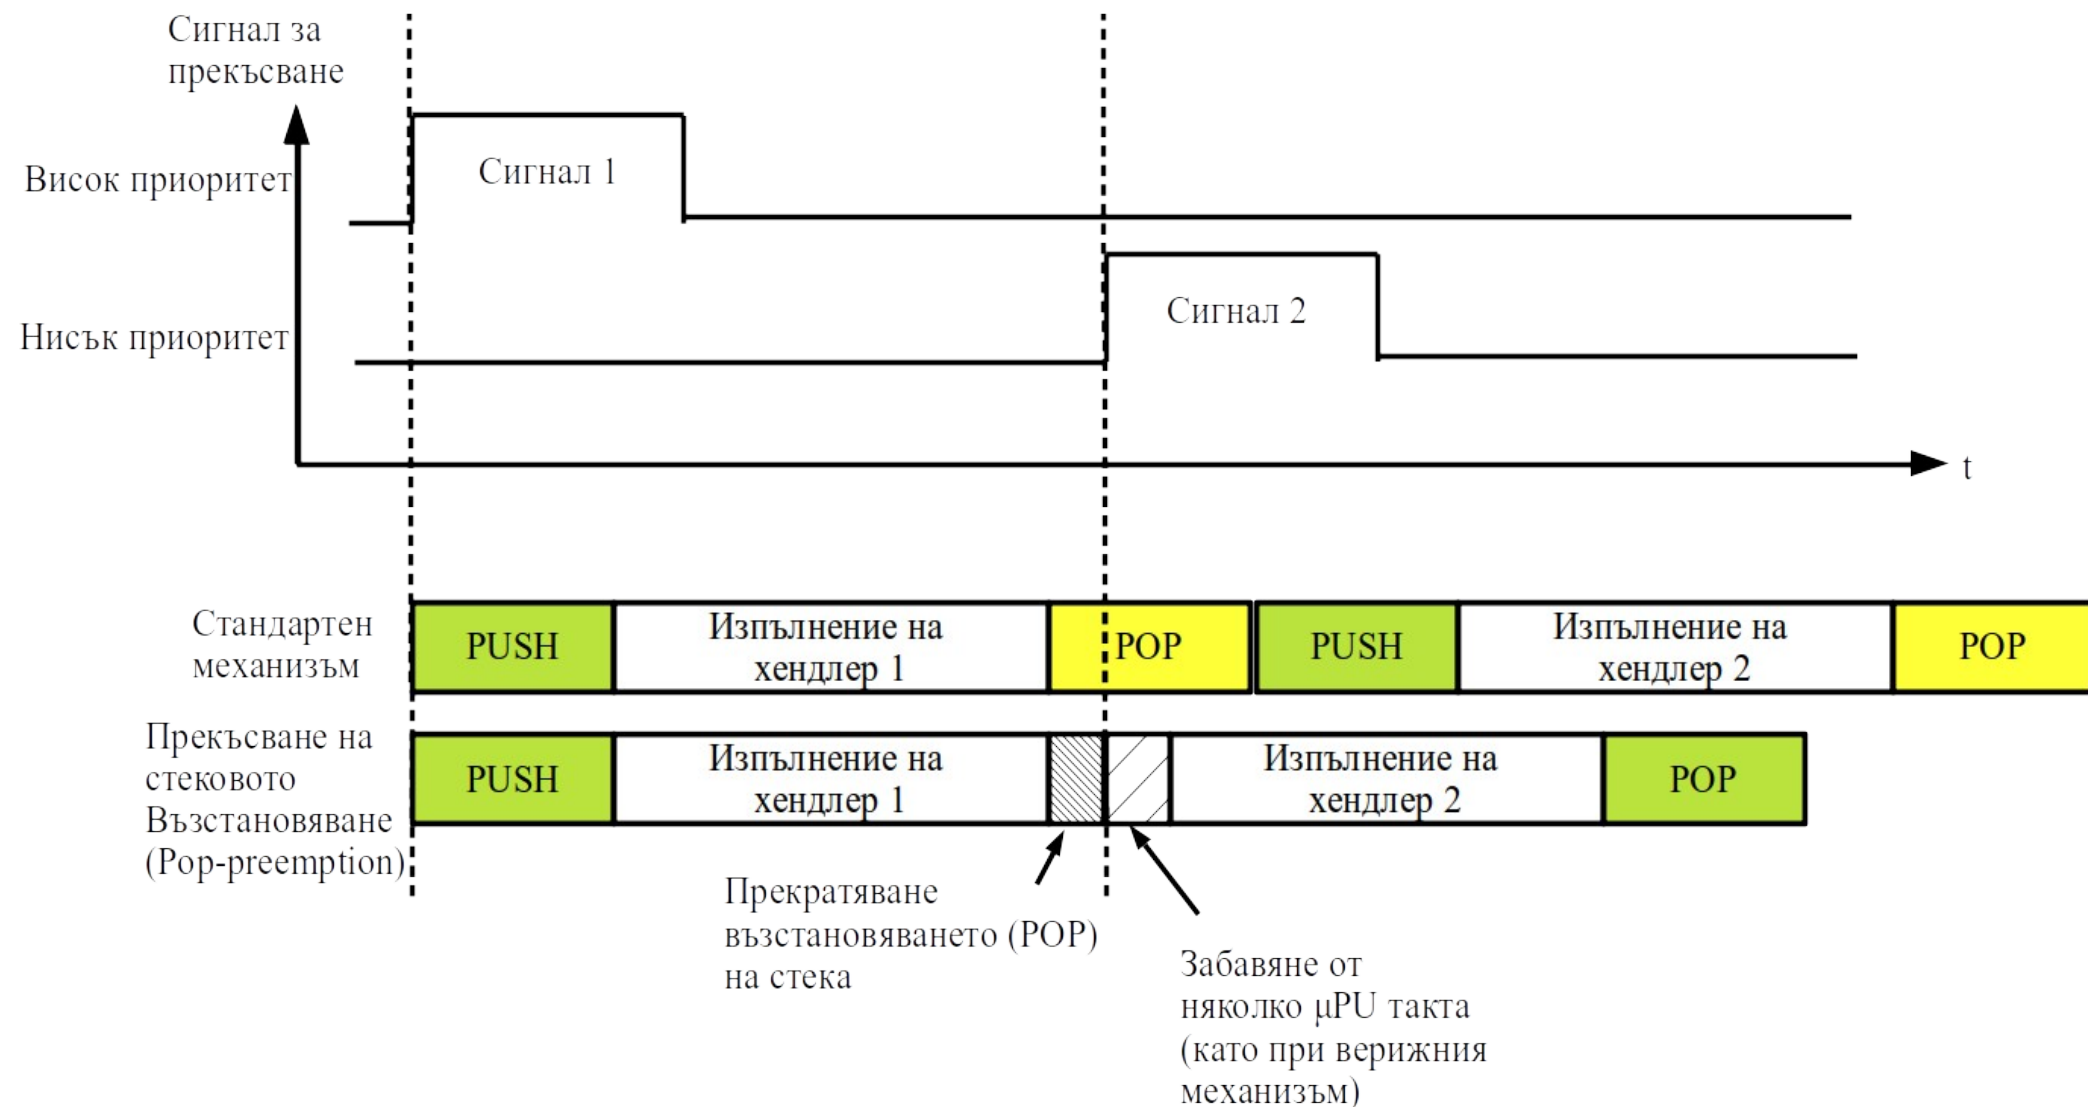 Сигнал за
прекъсване
Висок приоритет
Сигнал 1
Нисък приоритет
Сигнал 2
t
Стандартен
механизъм
PUSH
Изпълнение на
хендлер 1
POP
PUSH
Изпълнение на
хендлер 2
POP
Прекъсване на
стековото
Възстановяване
(Pop-preemption)
PUSH
Изпълнение на
хендлер 1
Изпълнение на
хендлер 2
POP
Прекратяване
възстановяването (POP)
на стека
Забавяне от
няколко μPU такта
(като при верижния
механизъм)